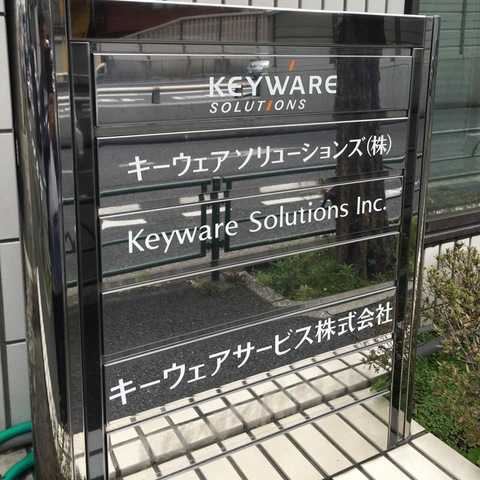 KEYWARE
SOLUTIONS
キーウェアソリューションズ(株)
Keyware Solutions Inc.
キーウェアサービス株式会社